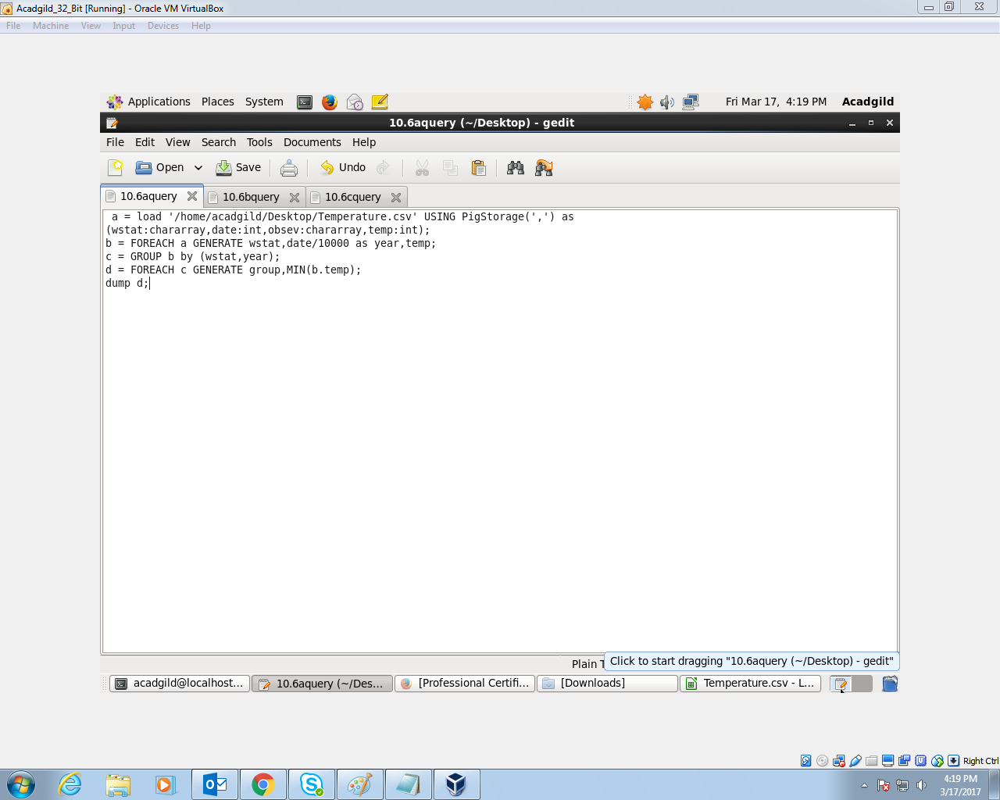 Acadgild_32_Bit [Running] - Oracle VM VirtualBox
File Machine View Input Devices Help
Applications Places System Fri Mar 17, 4:19 PM Acadgild
10.6aquery (~/Desktop) - gedit
File Edit View Search Tools Documents Help
Open Save Undo
10.6aquery 10.6bquery 10.6cquery
a = load '/home/acadgild/Desktop/Temperature.csv' USING PigStorage(',') as
(wstat:chararray,date:int,obsev:chararray,temp:int);
b = FOREACH a GENERATE wstat,date/10000 as year,temp;
c = GROUP b by (wstat,year);
d = FOREACH c GENERATE group,MIN(b.temp);
dump d;
Plain T
Click to start dragging "10.6aquery (~/Desktop) - gedit"
acadgild@localhost... 10.6aquery (~/Des... [Professional Certifi... [Downloads] Temperature.csv - L...
Right Ctrl
4:19 PM
3/17/2017